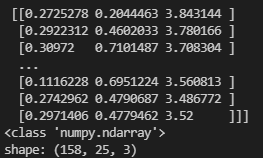 [[0.2725278 0.2044463 3.843144 ]
[0.2922312 0.4602033 3.780166 ]
[0.30972 0.7101487 3.708304 ]
...
[0.1116228 0.6951224 3.560813 ]
[0.2742962 0.4790687 3.486772 ]
[0.2971406 0.4779462 3.52 ]]]
<class 'numpy.ndarray'>
shape: (158, 25, 3)